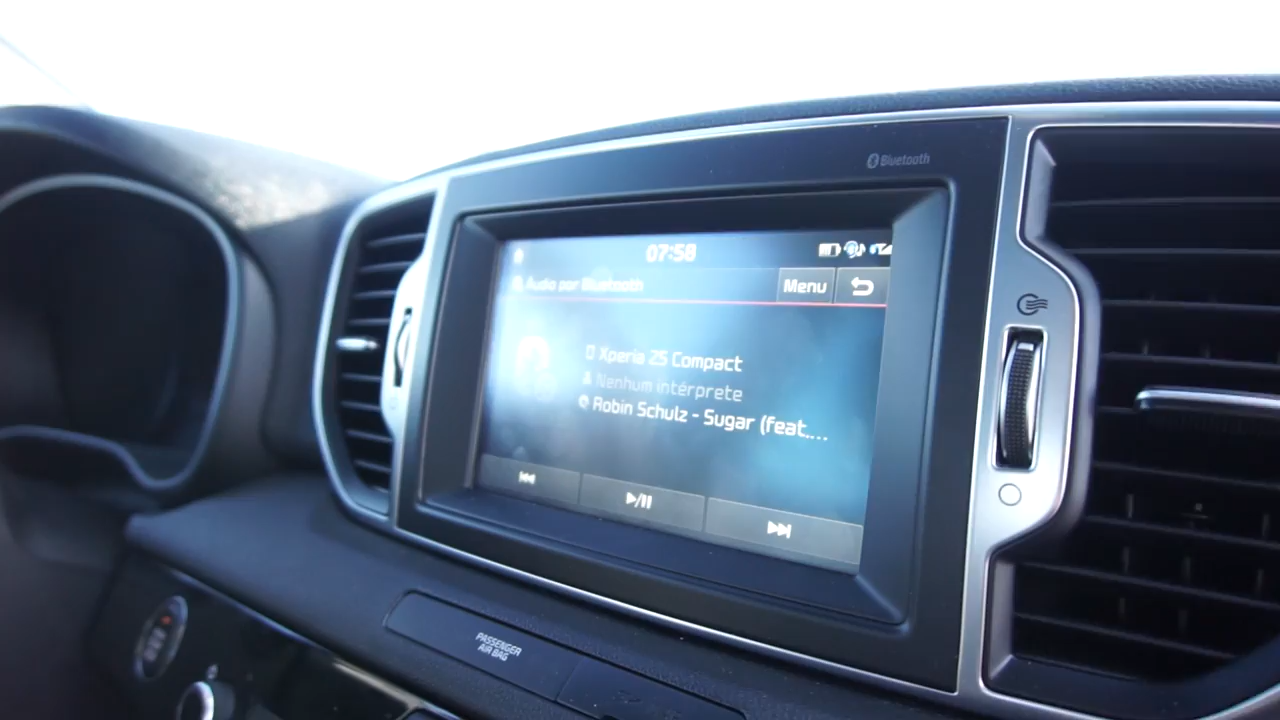 Bluetooth
07:58
Áudio por Bluetooth
Menu
Xperia Z5 Compact
Nenhum intérprete
Robin Schulz - Sugar (feat....
PASSENGER
AIR BAG